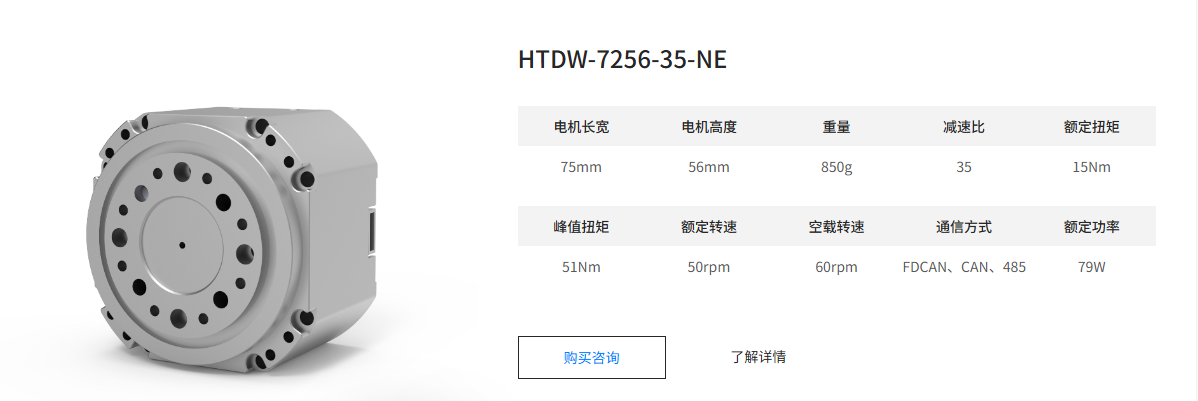 HTDW-7256-35-NE
电机长宽 电机高度 重量 减速比 额定扭矩
75mm 56mm 850g 35 15Nm
峰值扭矩 额定转速 空载转速 通信方式 额定功率
51Nm 50rpm 60rpm FDCAN、CAN、485 79W
购买咨询 了解详情